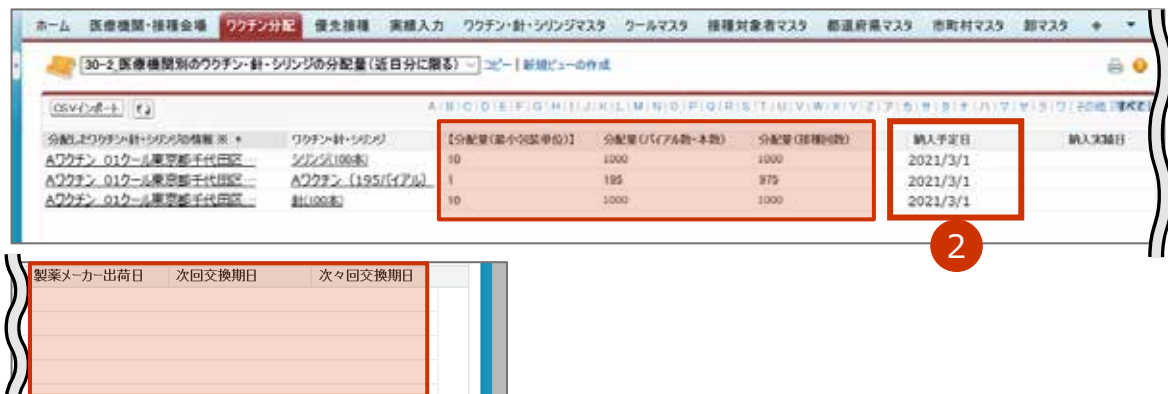 ホーム 医療機関・接種会場 ワクチン分配 優先接種 実績入力 ワクチン・針・シリンジマスタ クールマスタ 接種対象者マスタ 都道府県マスタ 市町村マスタ 卸マスタ +
30-2_医療機関別のワクチン・針・シリンジの分配量(近日分に限る) コピー | 新規ビューの作成
CSVインポート A | B | C | D | E | F | G | H | I | J | K | L | M | N | O | P | Q | R | S | T | U | V | W | X | Y | Z | ア | カ | サ | タ | ナ | ハ | マ | ヤ | ラ | ワ | その他 | すべて
分配したワクチン・針・シリンジの情報 ※ ワクチン・針・シリンジ 【分配量(最小包装単位)】 分配量(バイアル数・本数) 分配量(接種回数) 納入予定日 納入実績日
Aワクチン_01クール東京都千代田区… シリンジ(100本) 10 1000 1000 2021/3/1
Aワクチン_01クール東京都千代田区… Aワクチン (195バイアル) 1 195 975 2021/3/1
Aワクチン_01クール東京都千代田区… 針(100本) 10 1000 1000 2021/3/1
2
製薬メーカー出荷日 次回交換期日 次々回交換期日